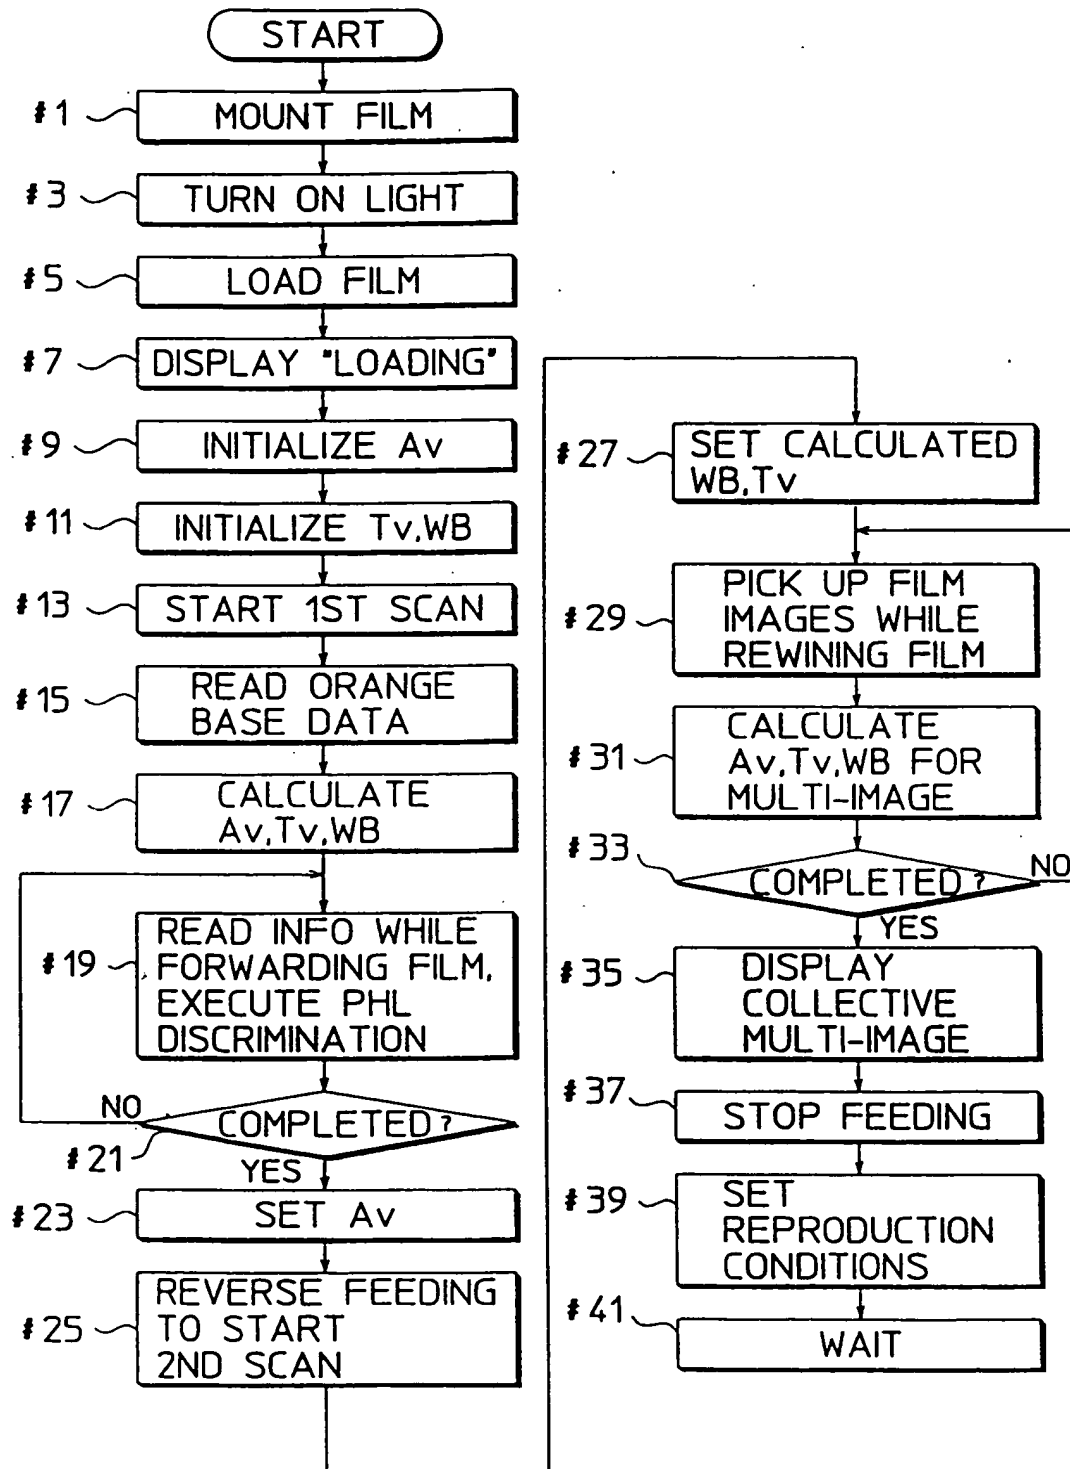 START
#1
MOUNT FILM
#3
TURN ON LIGHT
#5
LOAD FILM
#7
DISPLAY "LOADING"
#9
INITIALIZE Av
#11
INITIALIZE Tv,WB
#13
START 1ST SCAN
#15
READ ORANGE
BASE DATA
#17
CALCULATE
Av,Tv,WB
#19
READ INFO WHILE
FORWARDING FILM,
EXECUTE PHL
DISCRIMINATION
NO
COMPLETED?
#21
YES
#23
SET Av
#25
REVERSE FEEDING
TO START
2ND SCAN
#27
SET CALCULATED
WB,Tv
#29
PICK UP FILM
IMAGES WHILE
REWINING FILM
#31
CALCULATE
Av,Tv,WB FOR
MULTI-IMAGE
#33
COMPLETED?
NO
YES
#35
DISPLAY
COLLECTIVE
MULTI-IMAGE
#37
STOP FEEDING
#39
SET
REPRODUCTION
CONDITIONS
#41
WAIT